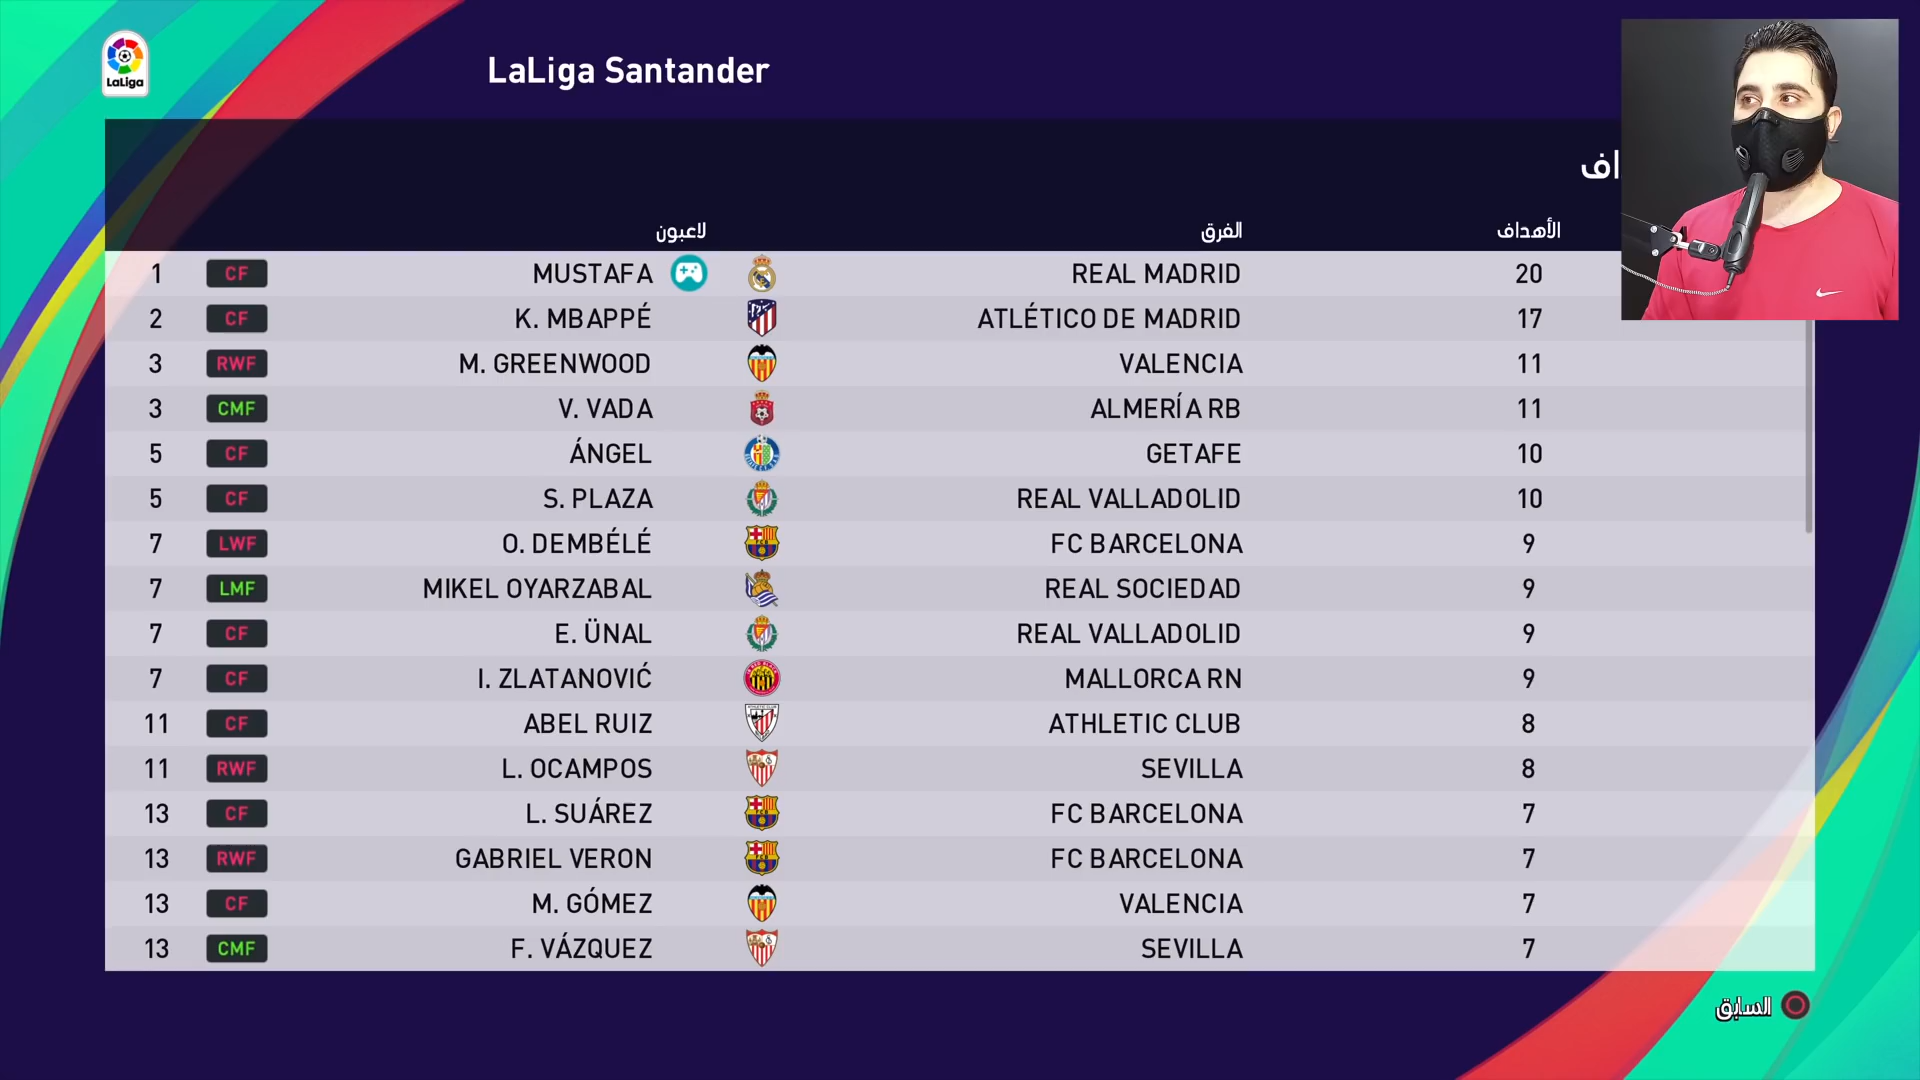 LaLiga
LaLiga Santander
لاعبون الفرق الأهداف
1 CF MUSTAFA REAL MADRID 20
2 CF K. MBAPPÉ ATLÉTICO DE MADRID 17
3 RWF M. GREENWOOD VALENCIA 11
3 CMF V. VADA ALMERÍA RB 11
5 CF ÁNGEL GETAFE 10
5 CF S. PLAZA REAL VALLADOLID 10
7 LWF O. DEMBÉLÉ FC BARCELONA 9
7 LMF MIKEL OYARZABAL REAL SOCIEDAD 9
7 CF E. ÜNAL REAL VALLADOLID 9
7 CF I. ZLATANOVIĆ MALLORCA RN 9
11 CF ABEL RUIZ ATHLETIC CLUB 8
11 RWF L. OCAMPOS SEVILLA 8
13 CF L. SUÁREZ FC BARCELONA 7
13 RWF GABRIEL VERON FC BARCELONA 7
13 CF M. GÓMEZ VALENCIA 7
13 CMF F. VÁZQUEZ SEVILLA 7
السابق